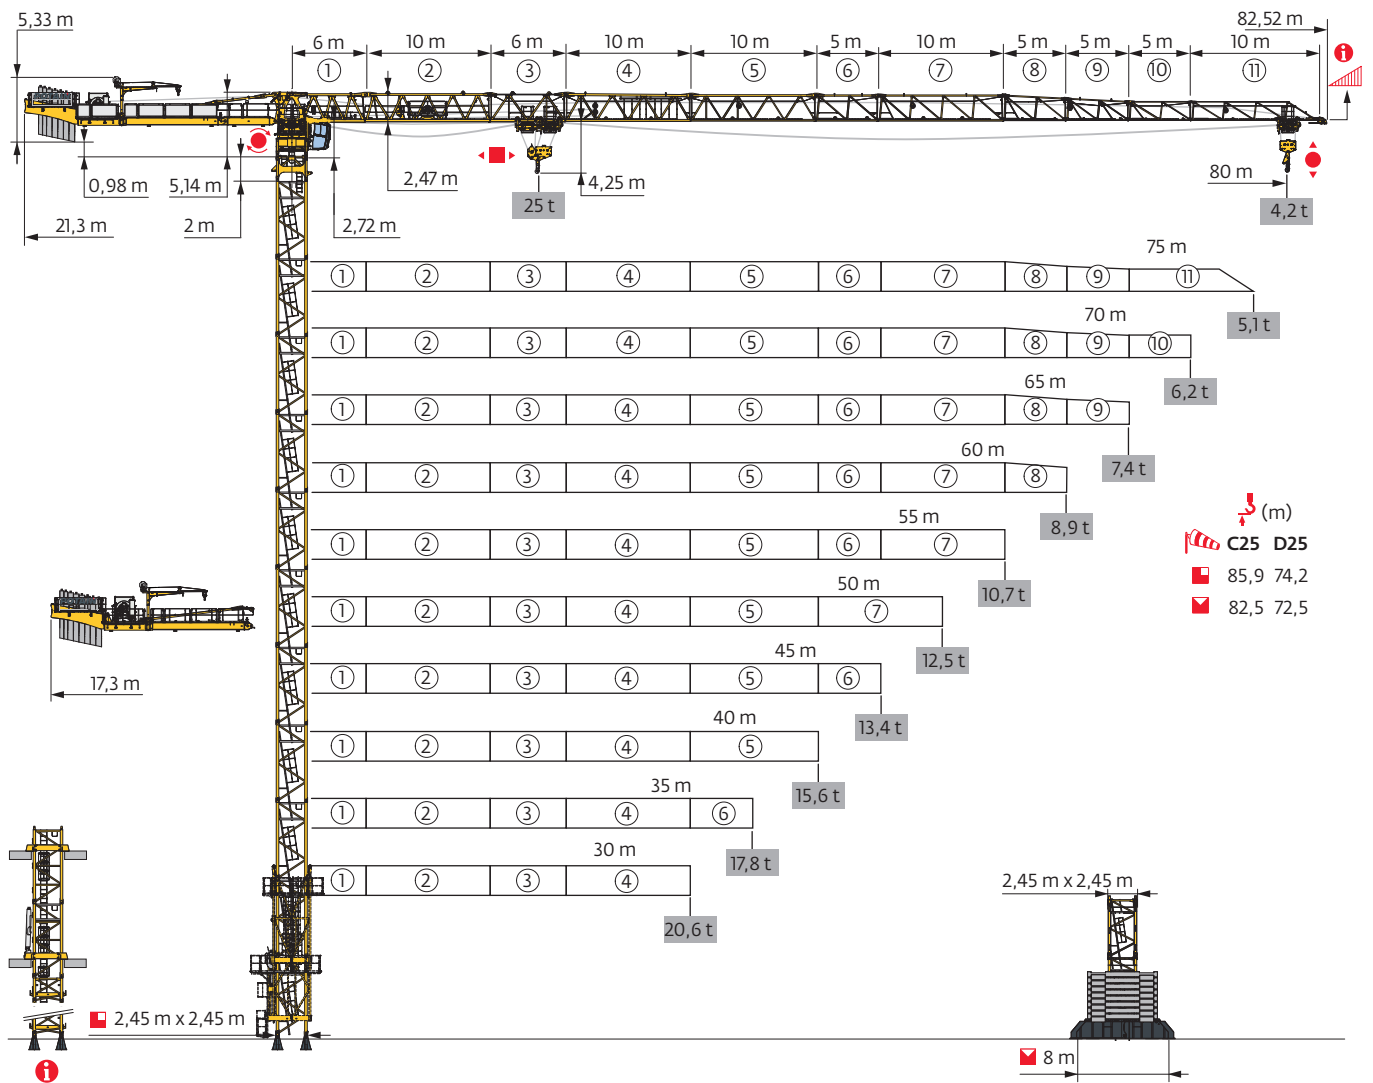 5,33 m
82,52 m
6 m 10 m 6 m 10 m 10 m 5 m 10 m 5 m 5 m 5 m 10 m
① ② ③ ④ ⑤ ⑥ ⑦ ⑧ ⑨ ⑩ ⑪
i
0,98 m 5,14 m 2,47 m 4,25 m 80 m
25 t 4,2 t
21,3 m 2 m 2,72 m
75 m
① ② ③ ④ ⑤ ⑥ ⑦ ⑧ ⑨ ⑪
5,1 t
70 m
① ② ③ ④ ⑤ ⑥ ⑦ ⑧ ⑨ ⑩
6,2 t
65 m
① ② ③ ④ ⑤ ⑥ ⑦ ⑧ ⑨
7,4 t
60 m
① ② ③ ④ ⑤ ⑥ ⑦ ⑧
8,9 t
(m)
C25 D25
85,9 74,2
82,5 72,5
55 m
① ② ③ ④ ⑤ ⑥ ⑦
10,7 t
50 m
① ② ③ ④ ⑤ ⑦
12,5 t
17,3 m
45 m
① ② ③ ④ ⑤ ⑥
13,4 t
40 m
① ② ③ ④ ⑤
15,6 t
35 m
① ② ③ ④ ⑥
17,8 t
30 m
① ② ③ ④
20,6 t
2,45 m x 2,45 m
2,45 m x 2,45 m
8 m
i